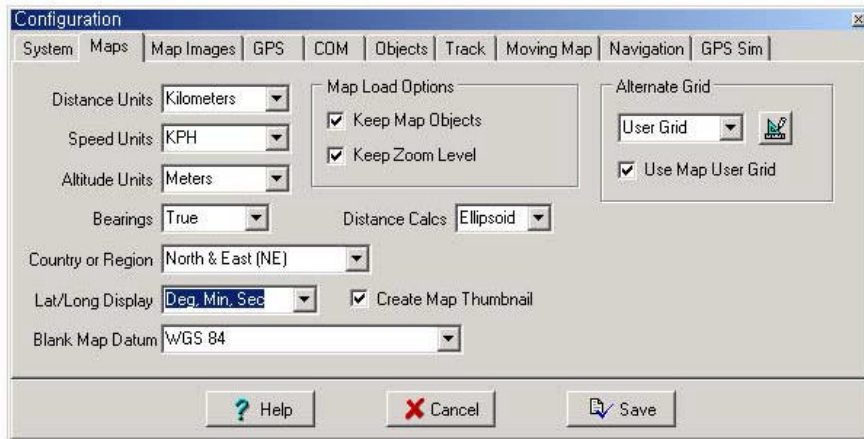 Configuration
System Maps Map Images GPS COM Objects Track Moving Map Navigation GPS Sim
Distance Units Kilometers
Speed Units KPH
Altitude Units Meters
Bearings True
Map Load Options
Keep Map Objects
Keep Zoom Level
Distance Calcs Ellipsoid
Alternate Grid
User Grid
Use Map User Grid
Country or Region North & East (NE)
Lat/Long Display Deg, Min, Sec
Create Map Thumbnail
Blank Map Datum WGS 84
? Help
Cancel
Save